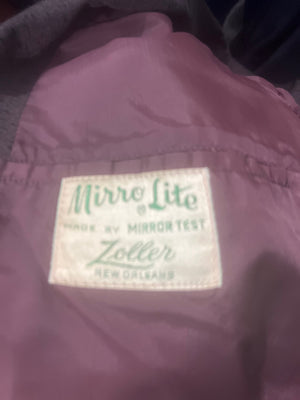 Mirro Lite
®
MADE BY MIRROR TEST
Zoller
NEW ORLEANS